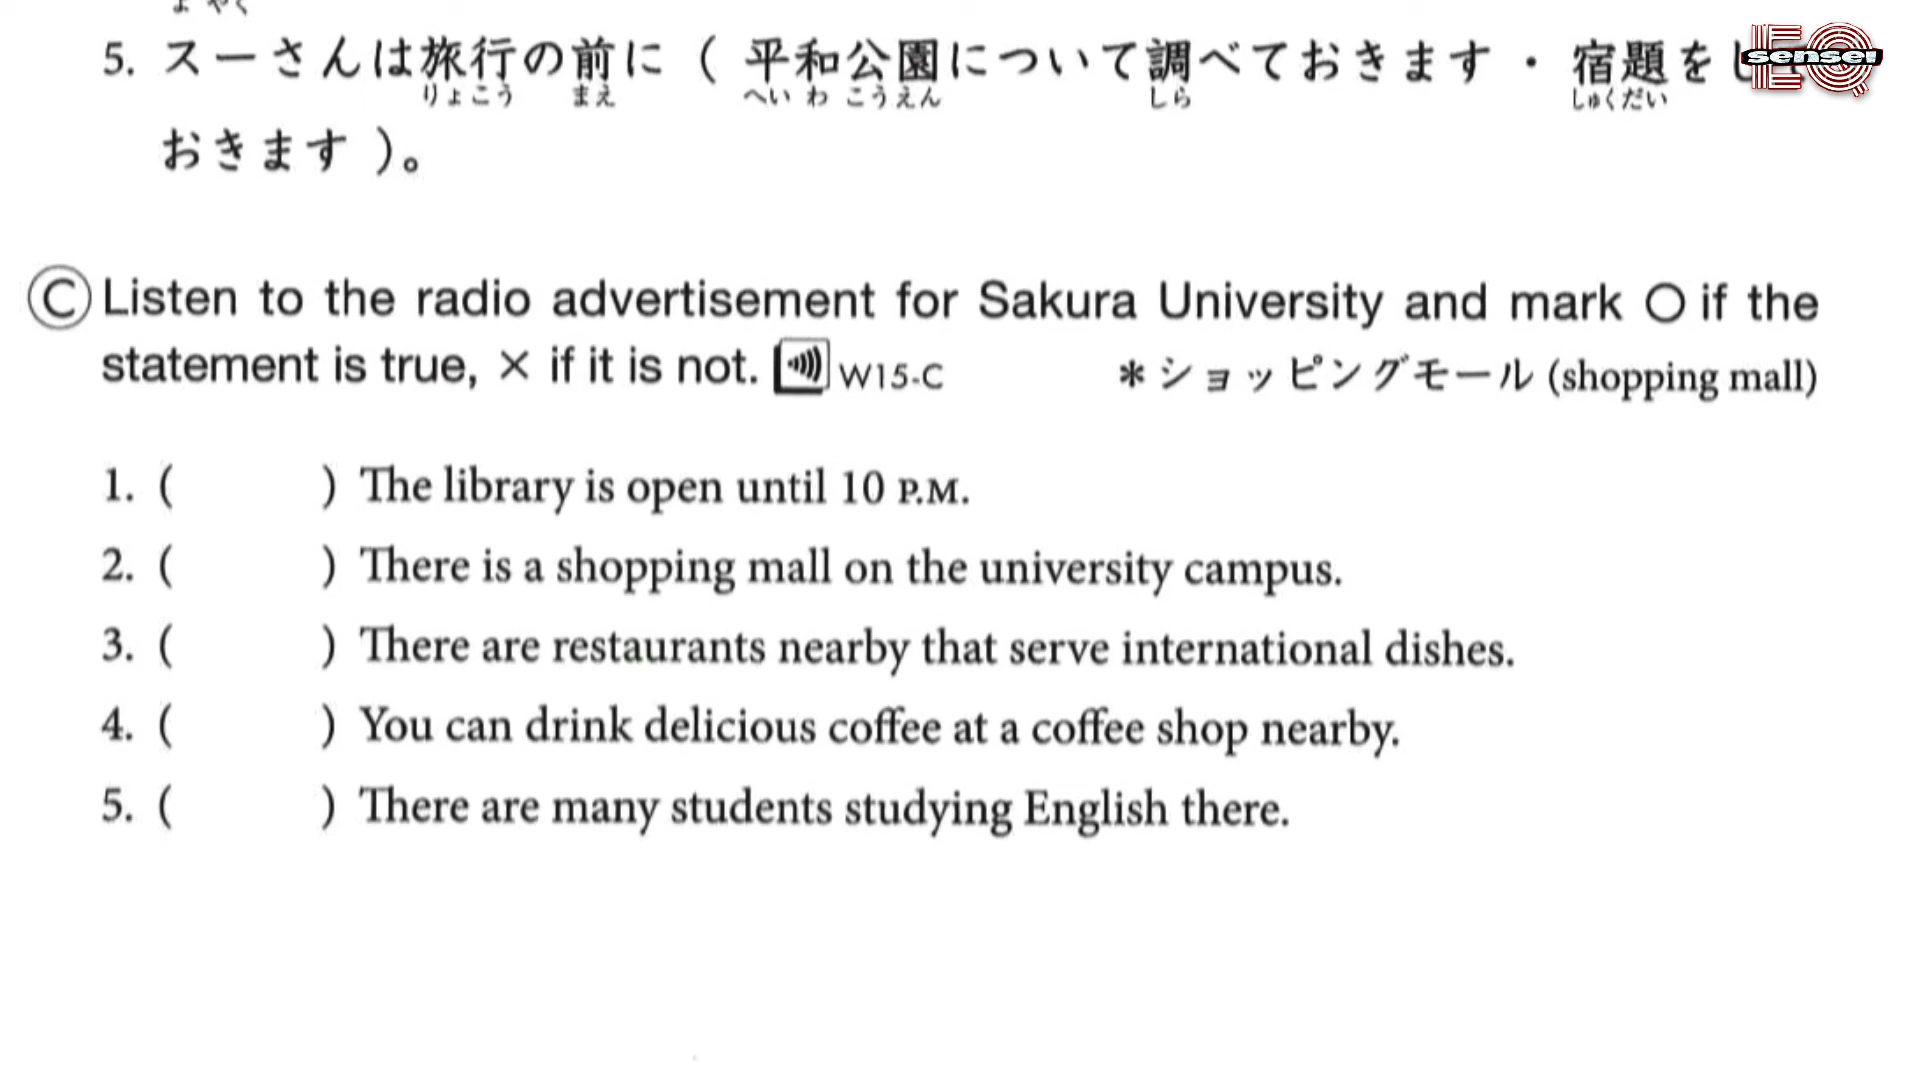 5. スーさんは旅行の前に ( 平和公園について調べておきます ・ 宿題を
りょこう まえ へいわこうえん しら しゅくだい
おきます )。
EQ sensei
Ⓒ Listen to the radio advertisement for Sakura University and mark ○ if the
statement is true, × if it is not. W15-C *ショッピングモール (shopping mall)
1. ( ) The library is open until 10 P.M.
2. ( ) There is a shopping mall on the university campus.
3. ( ) There are restaurants nearby that serve international dishes.
4. ( ) You can drink delicious coffee at a coffee shop nearby.
5. ( ) There are many students studying English there.